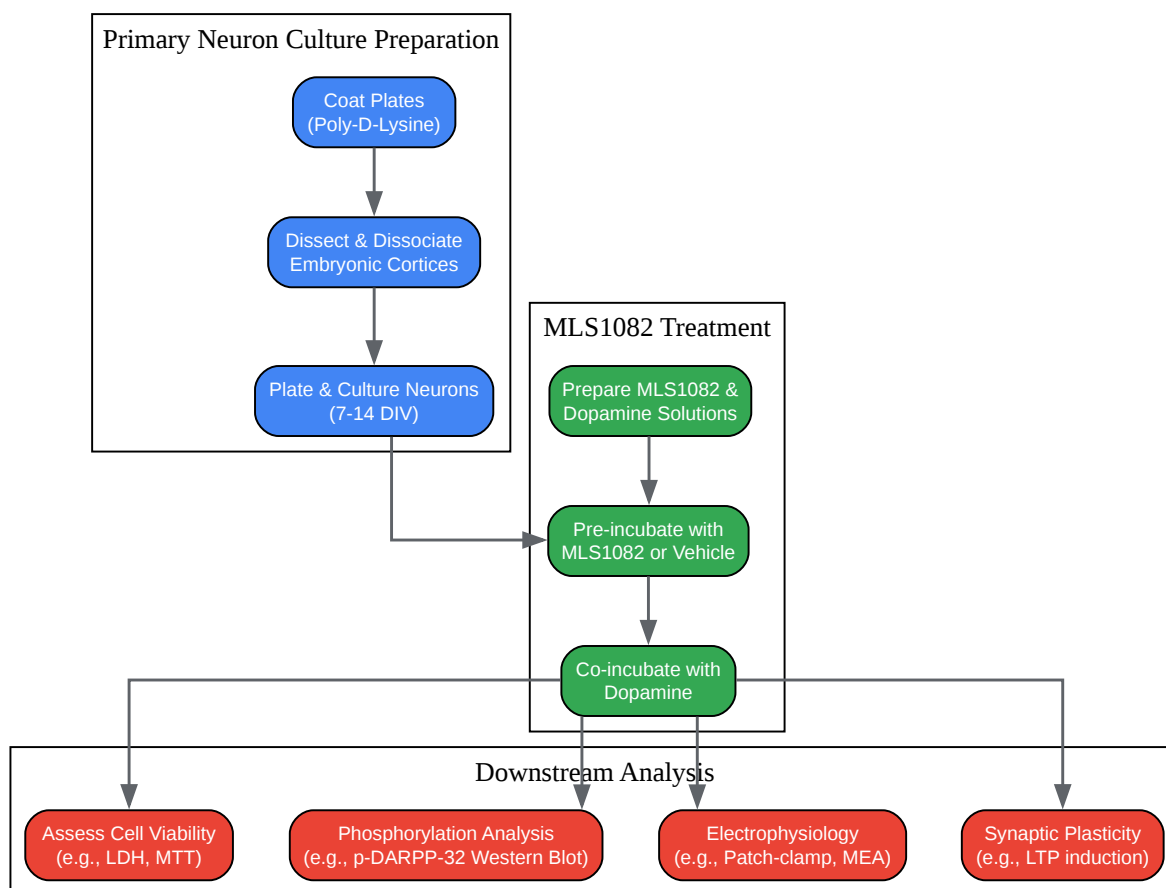 Primary Neuron Culture Preparation
Coat Plates
(Poly-D-Lysine)
Dissect & Dissociate
Embryonic Cortices
Plate & Culture Neurons
(7-14 DIV)
MLS1082 Treatment
Prepare MLS1082 &
Dopamine Solutions
Pre-incubate with
MLS1082 or Vehicle
Co-incubate with
Dopamine
Downstream Analysis
Assess Cell Viability
(e.g., LDH, MTT)
Phosphorylation Analysis
(e.g., p-DARPP-32 Western Blot)
Electrophysiology
(e.g., Patch-clamp, MEA)
Synaptic Plasticity
(e.g., LTP induction)